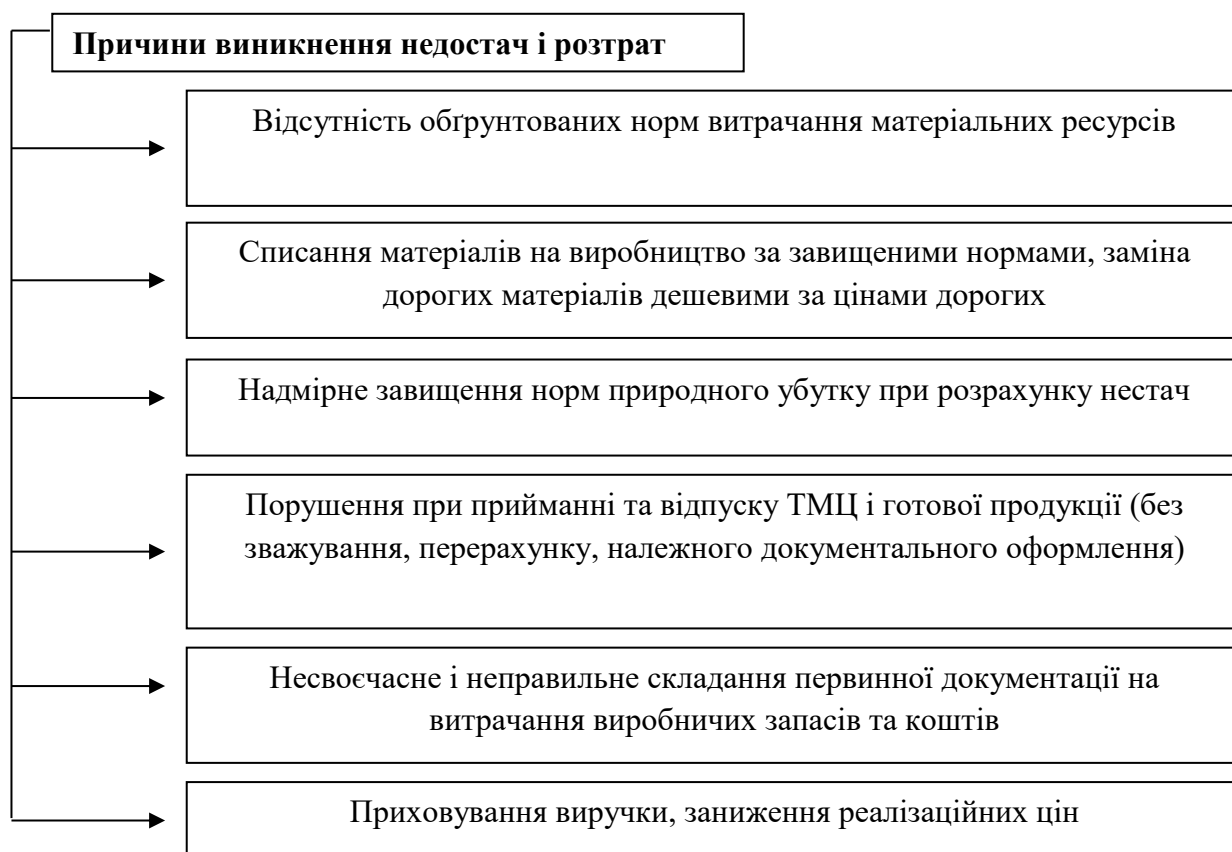 Причини виникнення недостач і розтрат
Відсутність обґрунтованих норм витрачання матеріальних ресурсів
Списання матеріалів на виробництво за завищеними нормами, заміна
дорогих матеріалів дешевими за цінами дорогих
Надмірне завищення норм природного убутку при розрахунку нестач
Порушення при прийманні та відпуску ТМЦ і готової продукції (без
зважування, перерахунку, належного документального оформлення)
Несвоєчасне і неправильне складання первинної документації на
витрачання виробничих запасів та коштів
Приховування виручки, заниження реалізаційних цін